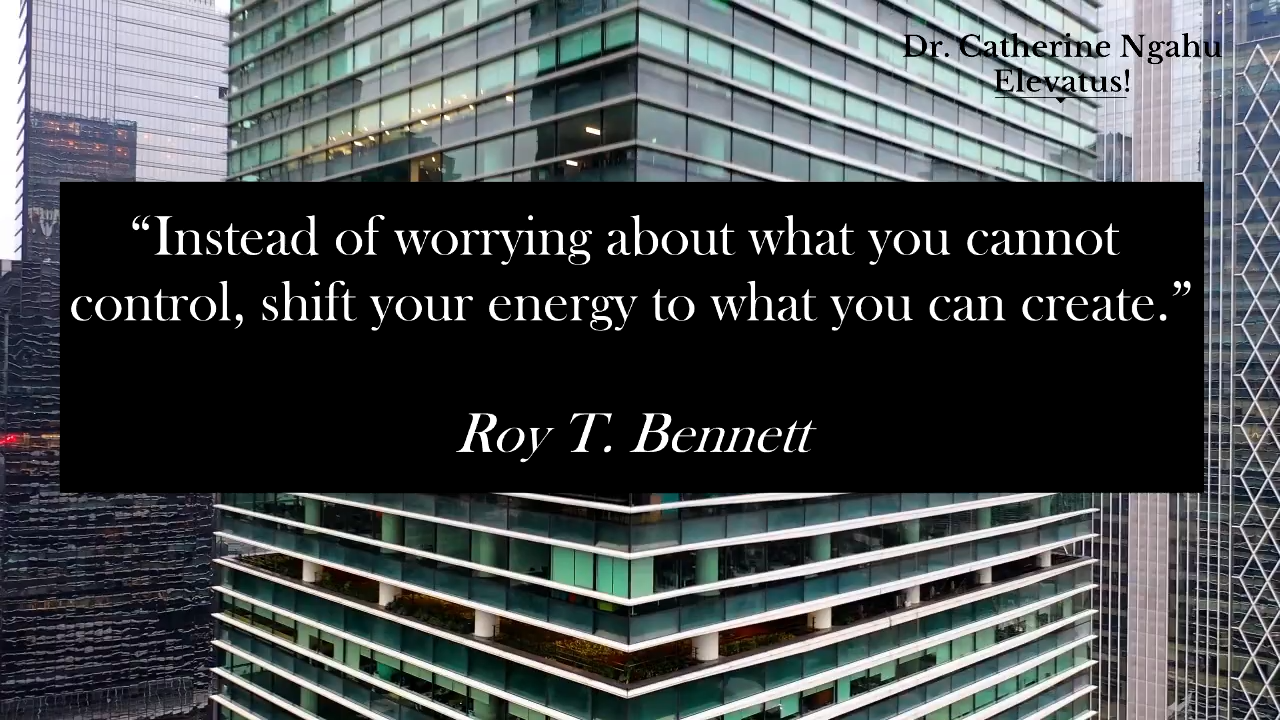 Dr. Catherine Ngahu
Elevatus!
“Instead of worrying about what you cannot
control, shift your energy to what you can create.”
Roy T. Bennett